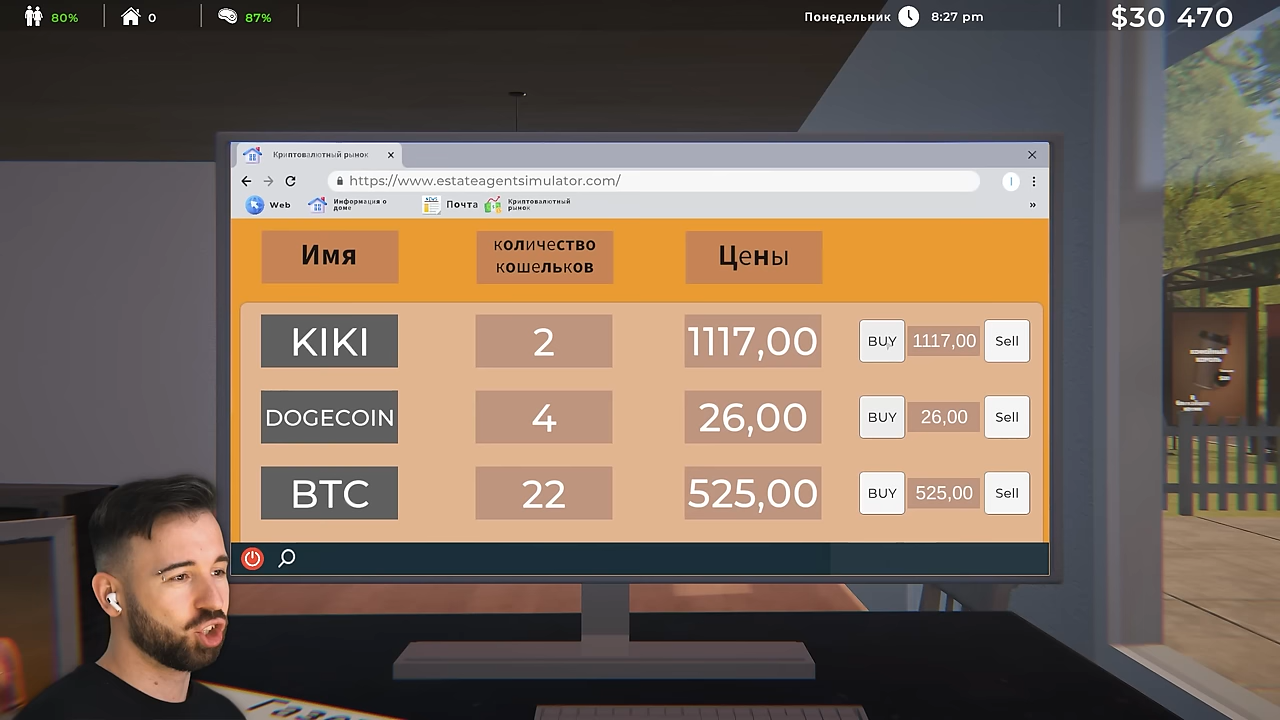 80%
0
87%
Понедельник
8:27 pm
$30 470
Криптовалютный рынок
https://www.estateagentsimulator.com/
I
Web
Информация о
доме
NEWS
Почта
Криптовалютный
рынок
Имя
количество
кошельков
Цены
KIKI
2
1117,00
BUY
1117,00
Sell
DOGECOIN
4
26,00
BUY
26,00
Sell
BTC
22
525,00
BUY
525,00
Sell